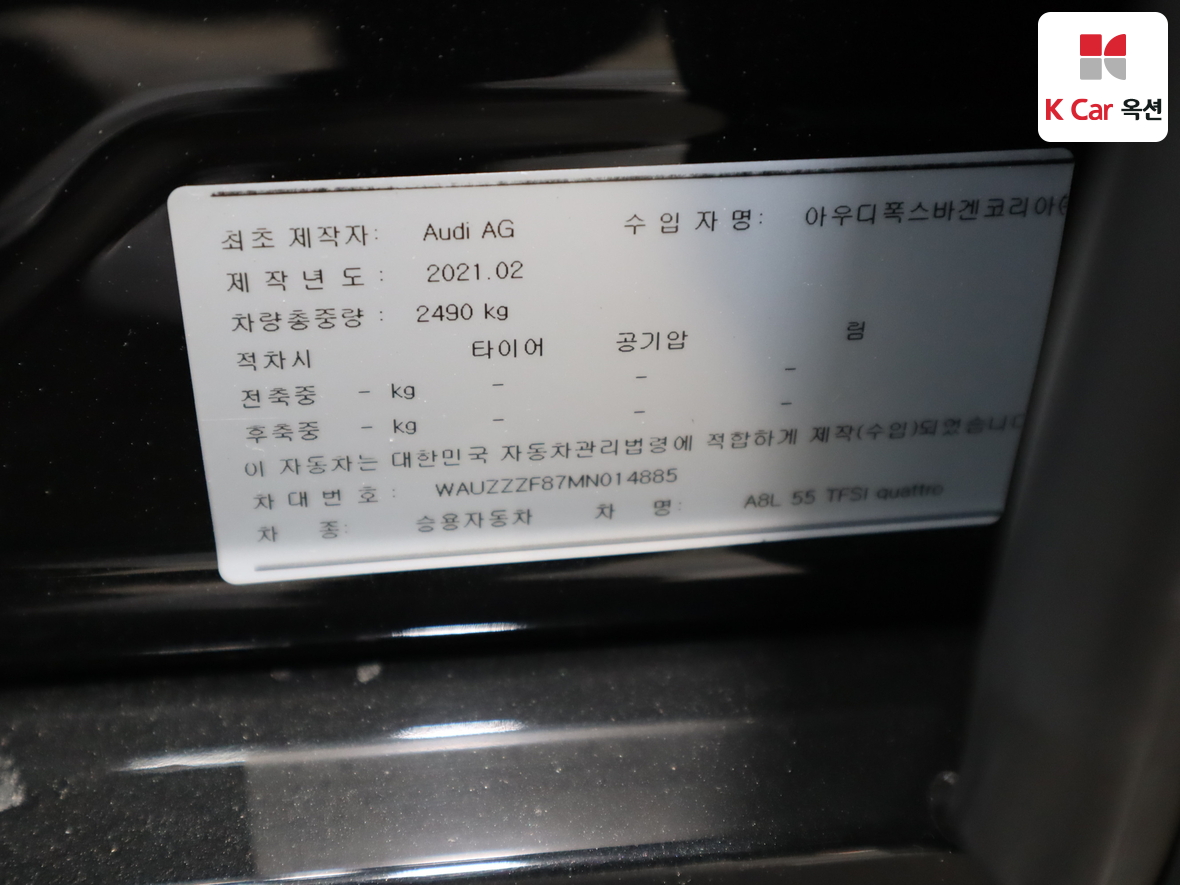 K Car 옥션
최초 제작자: Audi AG 수 입 자 명: 아우디폭스바겐코리아㈜
제 작 년 도 : 2021.02
차량총중량 : 2490 kg
적차시 타이어 공기압 림
전축중 - kg - - -
후축중 - kg - - -
이 자동차는 대한민국 자동차관리법령에 적합하게 제작(수입)되었습니다
차 대 번 호 : WAUZZZF87MN014885
차 종: 승용자동차 차 명: A8L 55 TFSI quattro